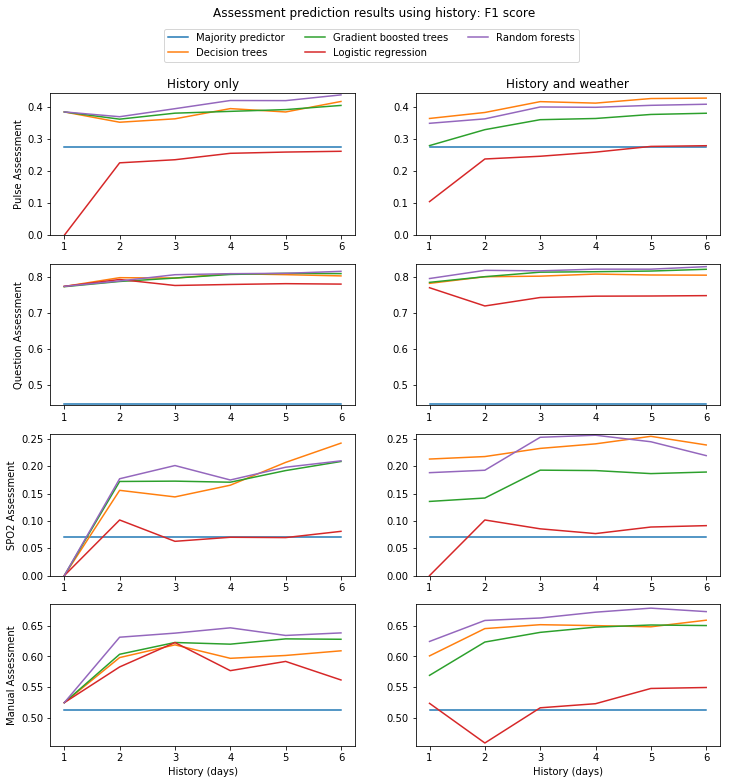 Assessment prediction results using history: F1 score
Majority predictor Gradient boosted trees Random forests
Decision trees Logistic regression
History only
Pulse Assessment
0.4
0.3
0.2
0.1
0.0
1 2 3 4 5 6
History and weather
0.4
0.3
0.2
0.1
0.0
1 2 3 4 5 6
Question Assessment
0.8
0.7
0.6
0.5
1 2 3 4 5 6
0.8
0.7
0.6
0.5
1 2 3 4 5 6
SPO2 Assessment
0.25
0.20
0.15
0.10
0.05
0.00
1 2 3 4 5 6
0.25
0.20
0.15
0.10
0.05
0.00
1 2 3 4 5 6
Manual Assessment
0.65
0.60
0.55
0.50
1 2 3 4 5 6
History (days)
0.65
0.60
0.55
0.50
1 2 3 4 5 6
History (days)